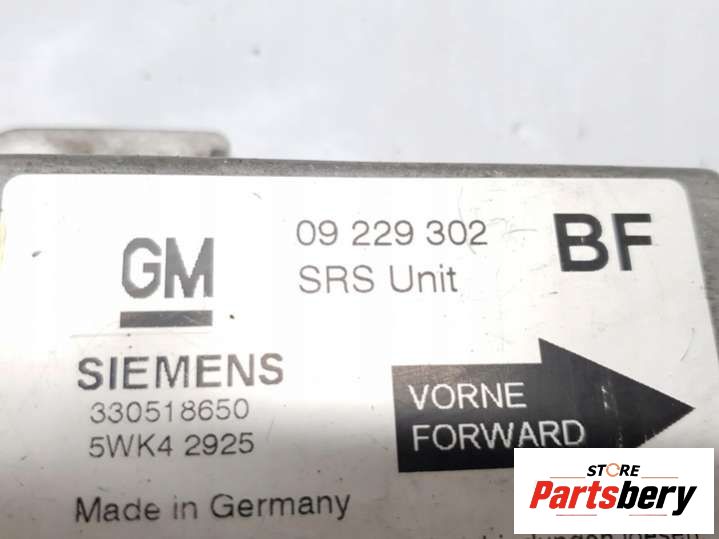 09 229 302 BF
GM SRS Unit
SIEMENS
330518650
5WK4 2925
VORNE
FORWARD
Made in Germany
STORE
Partsbery